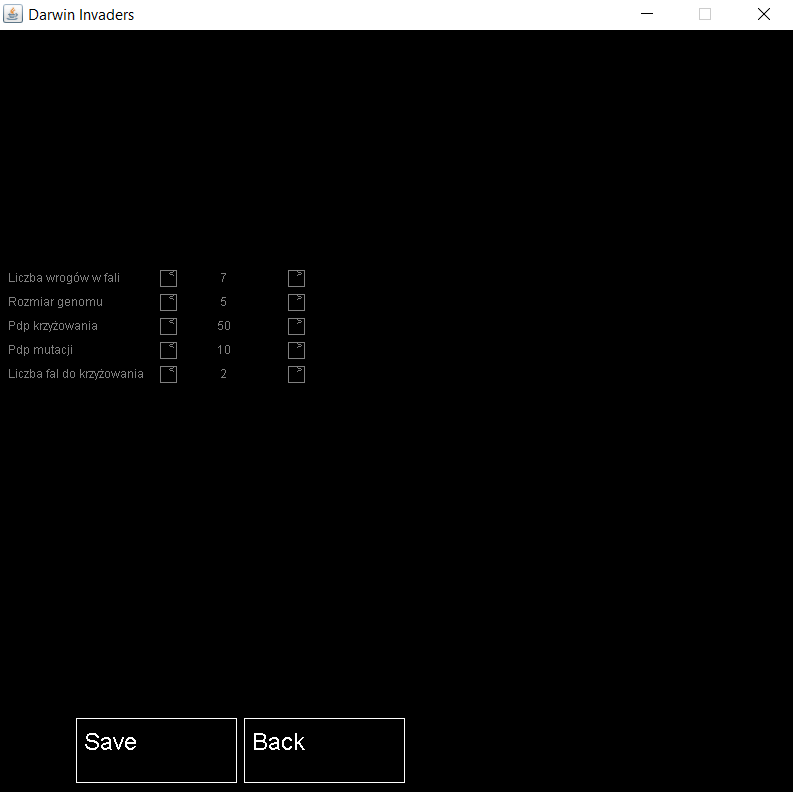 Darwin Invaders
Liczba wrogów w fali < 7 >
Rozmiar genomu < 5 >
Pdp krzyżowania < 50 >
Pdp mutacji < 10 >
Liczba fal do krzyżowania < 2 >
Save Back